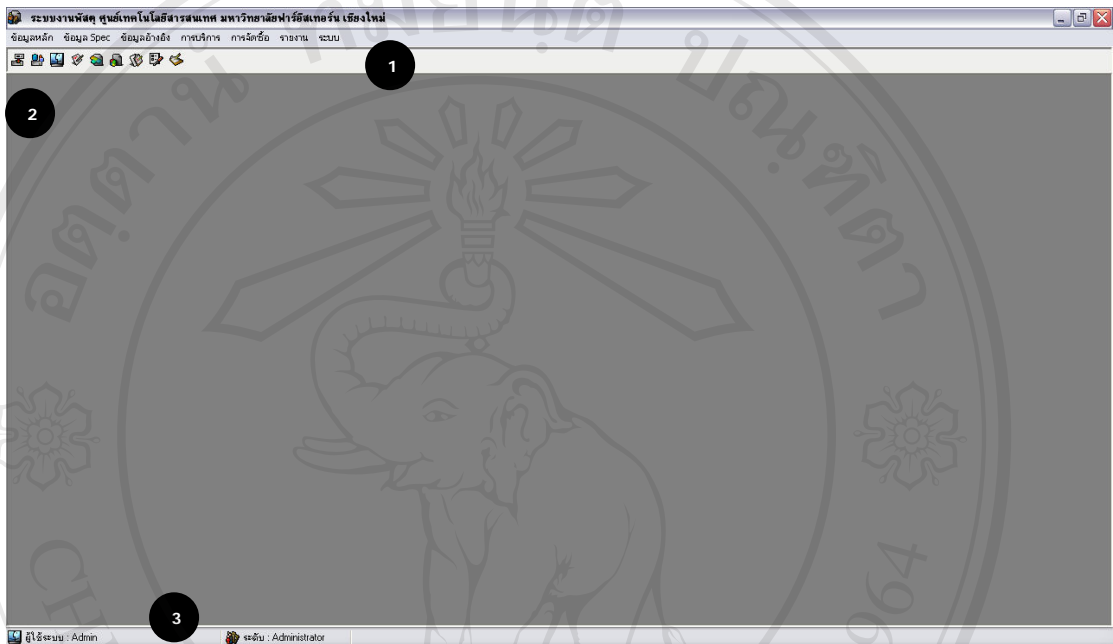 ระบบงานพัสดุ ศูนย์เทคโนโลยีสารสนเทศ มหาวิทยาลัยฟาร์อีสเทอร์น เชียงใหม่
ข้อมูลหลัก ข้อมูล Spec ข้อมูลอ้างอิง การบริการ การจัดซื้อ รายงาน ระบบ
1
2
3
ผู้ใช้ระบบ : Admin ระดับ : Administrator
964